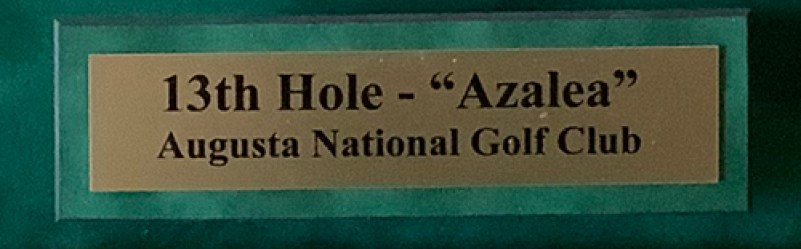 13th Hole - “Azalea”
Augusta National Golf Club